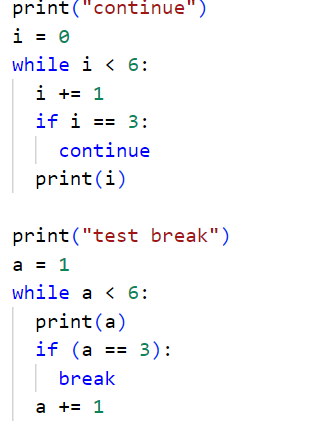 print("continue")
i = 0
while i < 6:
  i += 1
  if i == 3:
    continue
  print(i)

print("test break")
a = 1
while a < 6:
  print(a)
  if (a == 3):
    break
  a += 1